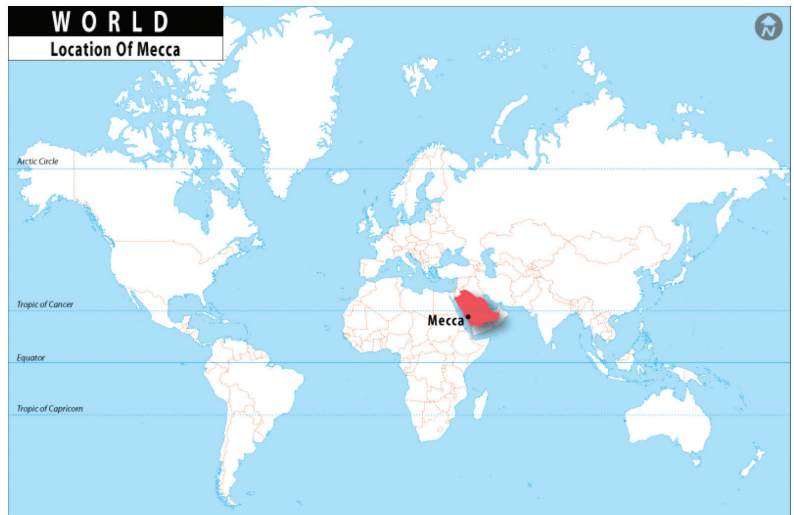 WORLD
Location Of Mecca
N
Arctic Circle
Tropic of Cancer
Mecca
Equator
Tropic of Capricorn